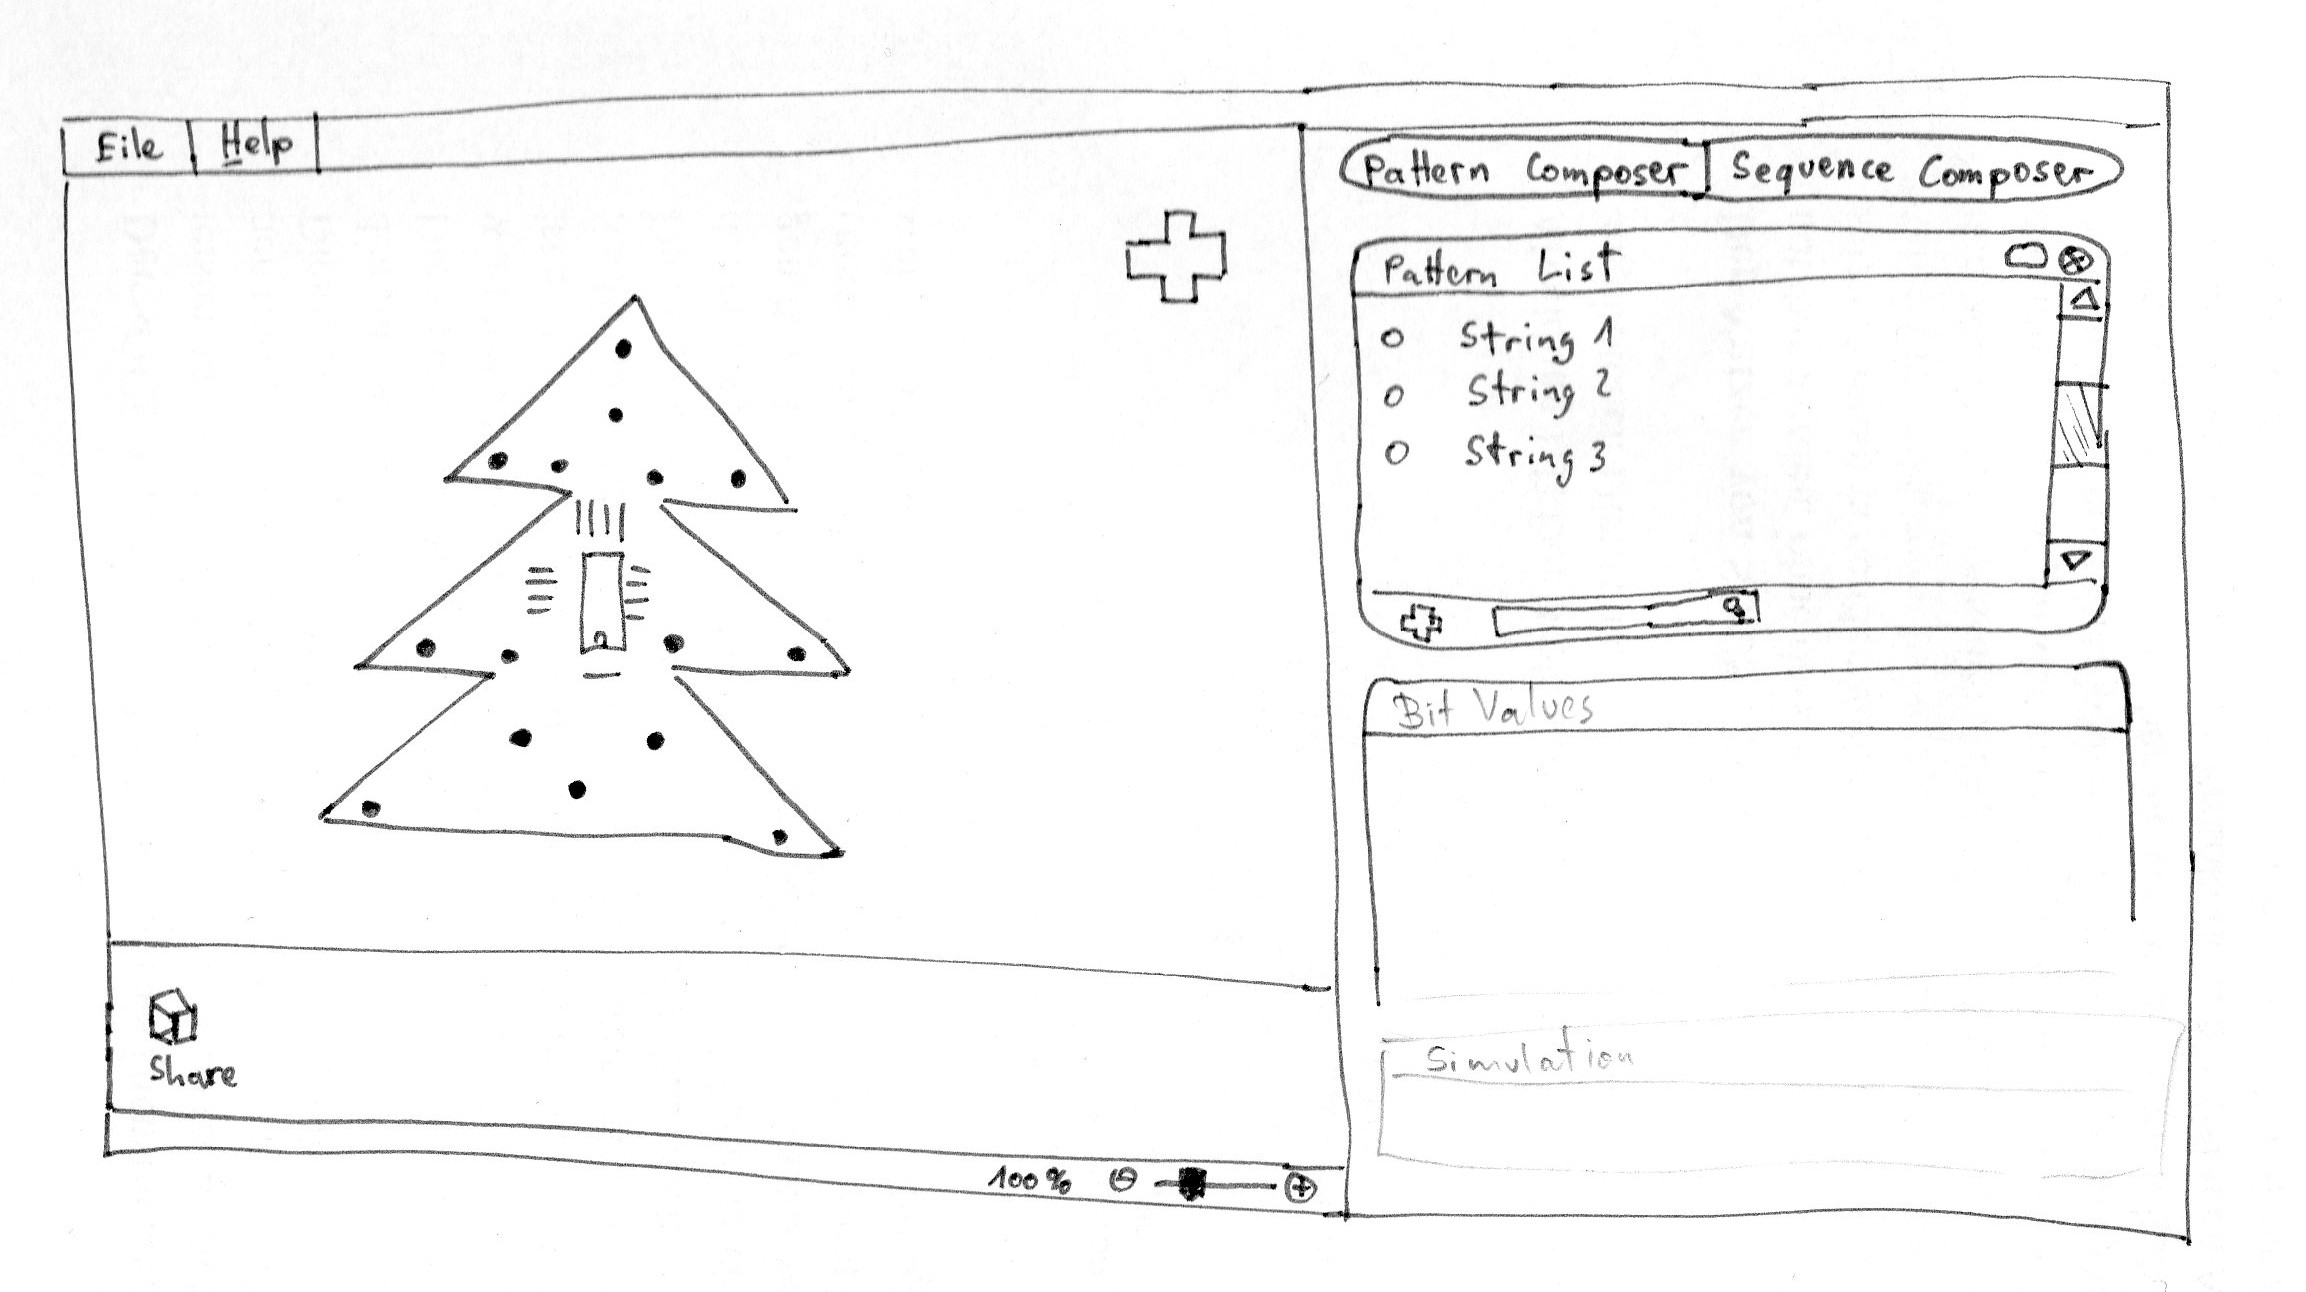 File Help
Pattern Composer Sequence Composer
Pattern List
String 1
String 2
String 3
Bit Values
Simulation
Share
100%